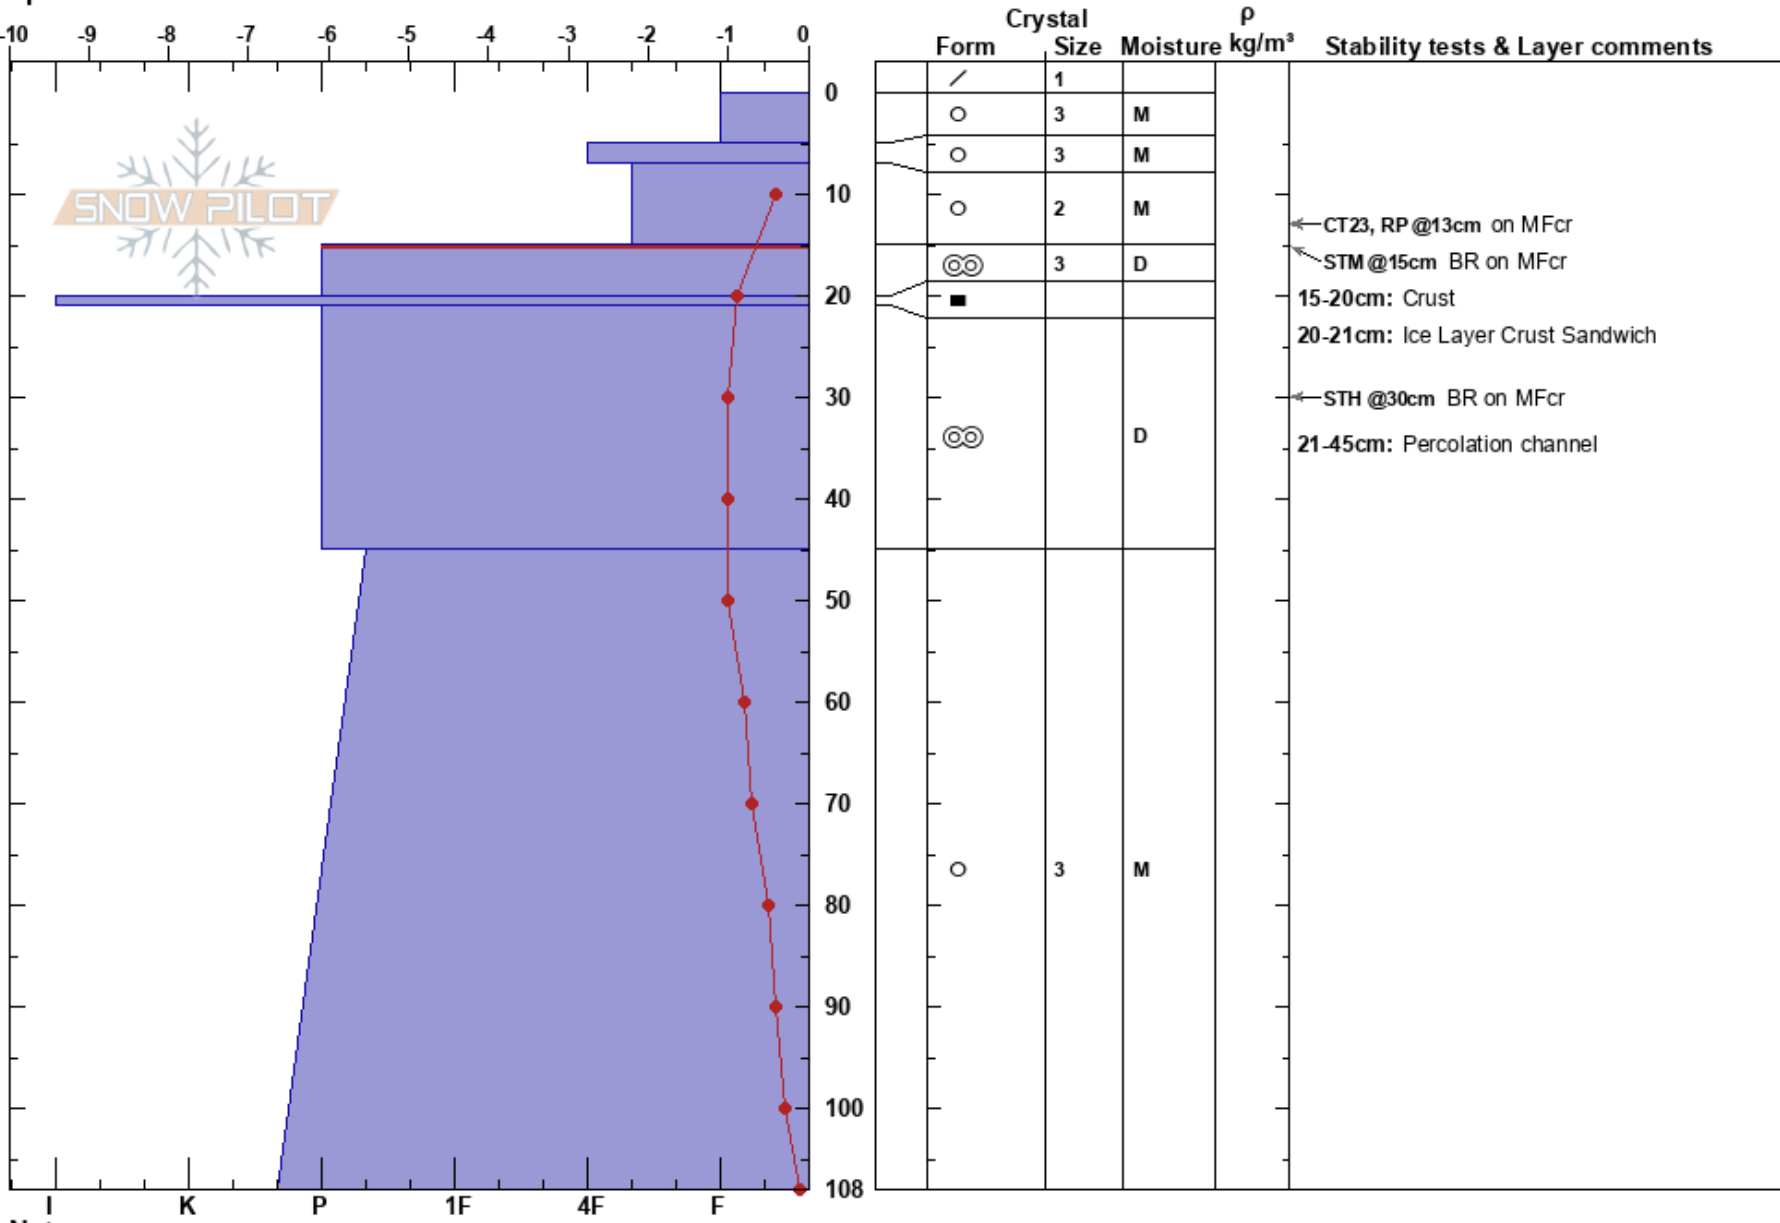 Crystal ρ
-10 -9 -8 -7 -6 -5 -4 -3 -2 -1 0 Form Size Moisture kg/m³ Stability tests & Layer comments
1
0
3 M
SNOW PILOT
3 M
10
2 M
CT23, RP @13cm on MFcr
STM @15cm BR on MFcr
3 D
20
15-20cm: Crust
20-21cm: Ice Layer Crust Sandwich
30
STH @30cm BR on MFcr
D
21-45cm: Percolation channel
40
50
60
70
3 M
80
90
100
108
I K P 1F 4F F